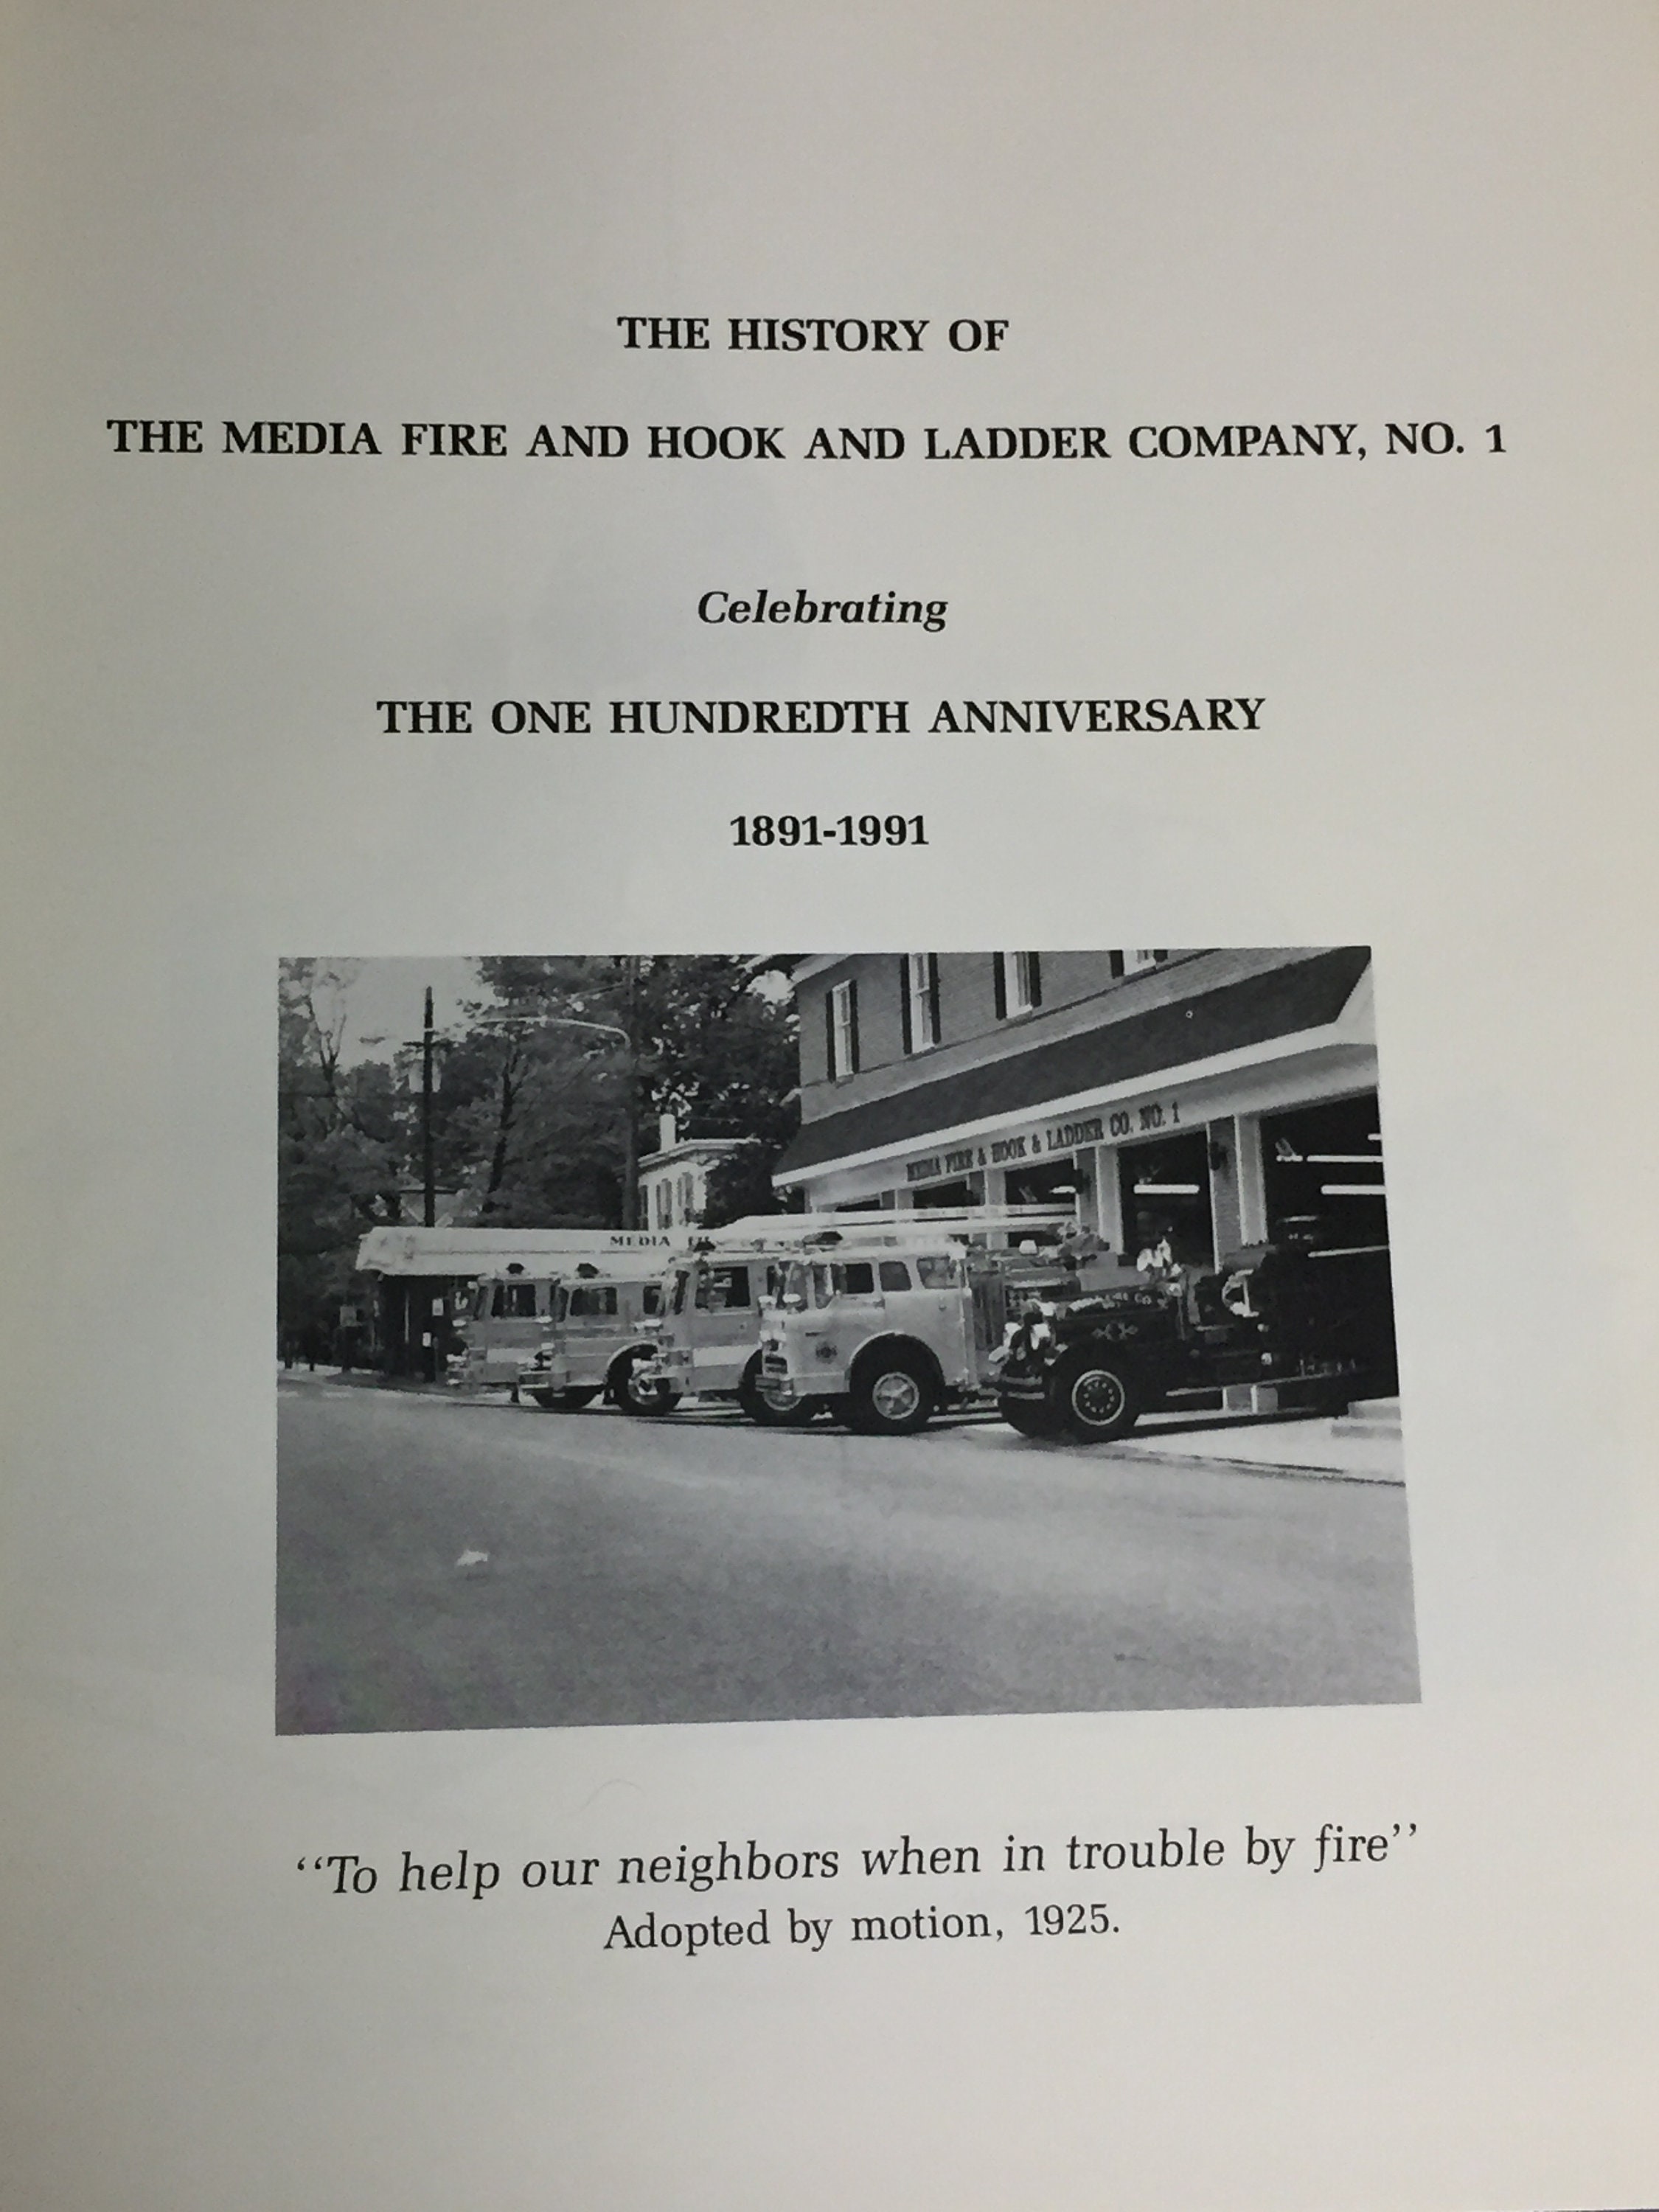 THE HISTORY OF
THE MEDIA FIRE AND HOOK AND LADDER COMPANY, NO. 1
Celebrating
THE ONE HUNDREDTH ANNIVERSARY
1891-1991
MEDIA FIRE & HOOK & LADDER CO. NO. 1
MEDIA
‘‘To help our neighbors when in trouble by fire’’
Adopted by motion, 1925.